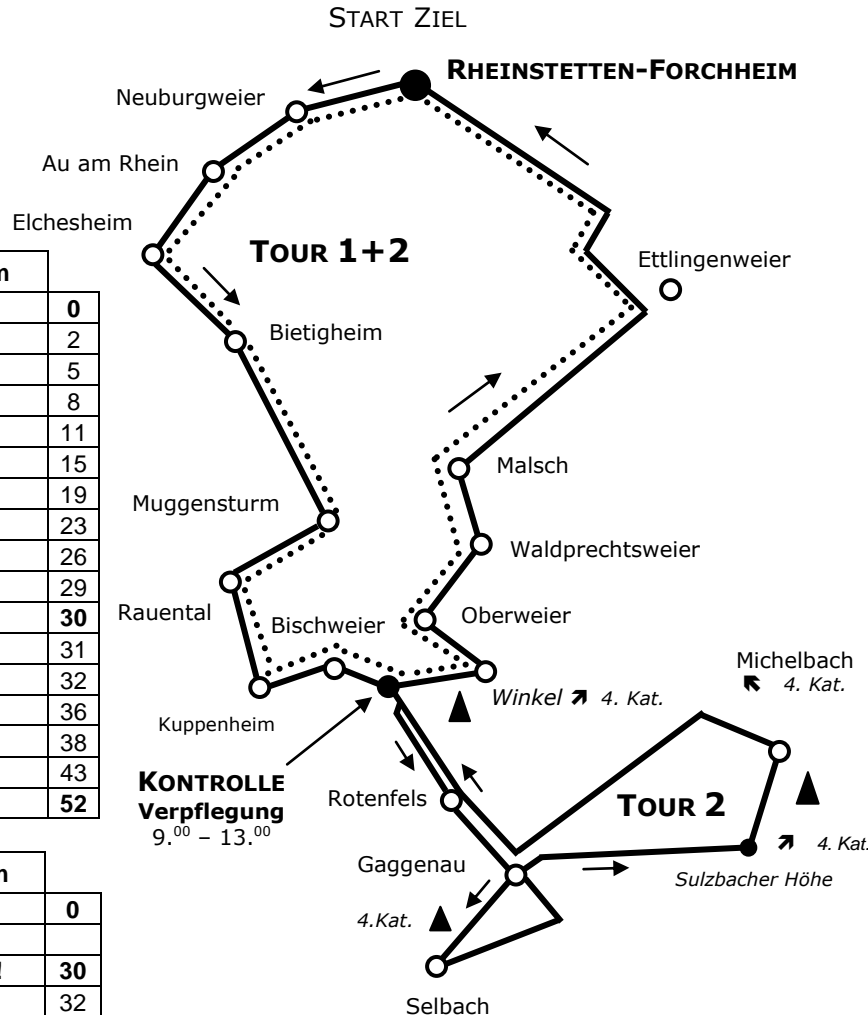 START ZIEL
RHEINSTETTEN-FORCHHEIM
Neuburgweier
Au am Rhein
Elchesheim
TOUR 1+2
Ettlingenweier
Bietigheim
Malsch
Muggensturm
Waldprechtsweier
Rauental
Bischweier
Oberweier
Michelbach
↖ 4. Kat.
Winkel ↗ 4. Kat.
Kuppenheim
KONTROLLE
Verpflegung
9.00 – 13.00
Rotenfels
TOUR 2
Gaggenau
↗ 4. Kat.
Sulzbacher Höhe
4.Kat.
Selbach
m
0
2
5
8
11
15
19
23
26
29
30
31
32
36
38
43
52
0
! 30
32